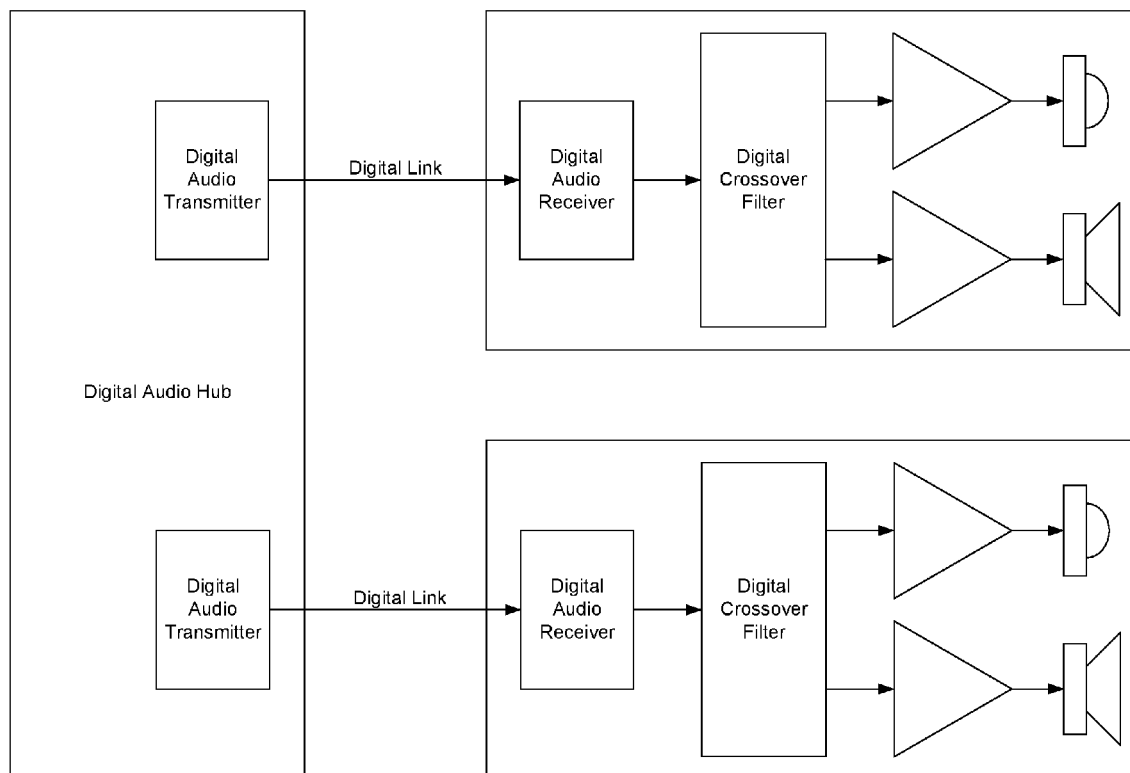 Digital
Audio
Transmitter
Digital Link
Digital
Audio
Receiver
Digital
Crossover
Filter
Digital Audio Hub
Digital
Audio
Transmitter
Digital Link
Digital
Audio
Receiver
Digital
Crossover
Filter